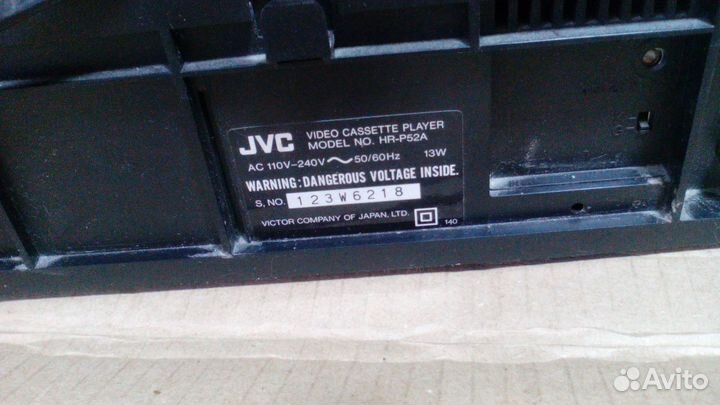 JVC VIDEO CASSETTE PLAYER
MODEL NO. HR-P52A
AC 110V-240V ~ 50/60Hz 13W
WARNING: DANGEROUS VOLTAGE INSIDE.
S. NO. 123W6218
VICTOR COMPANY OF JAPAN, LTD. 140
Avito